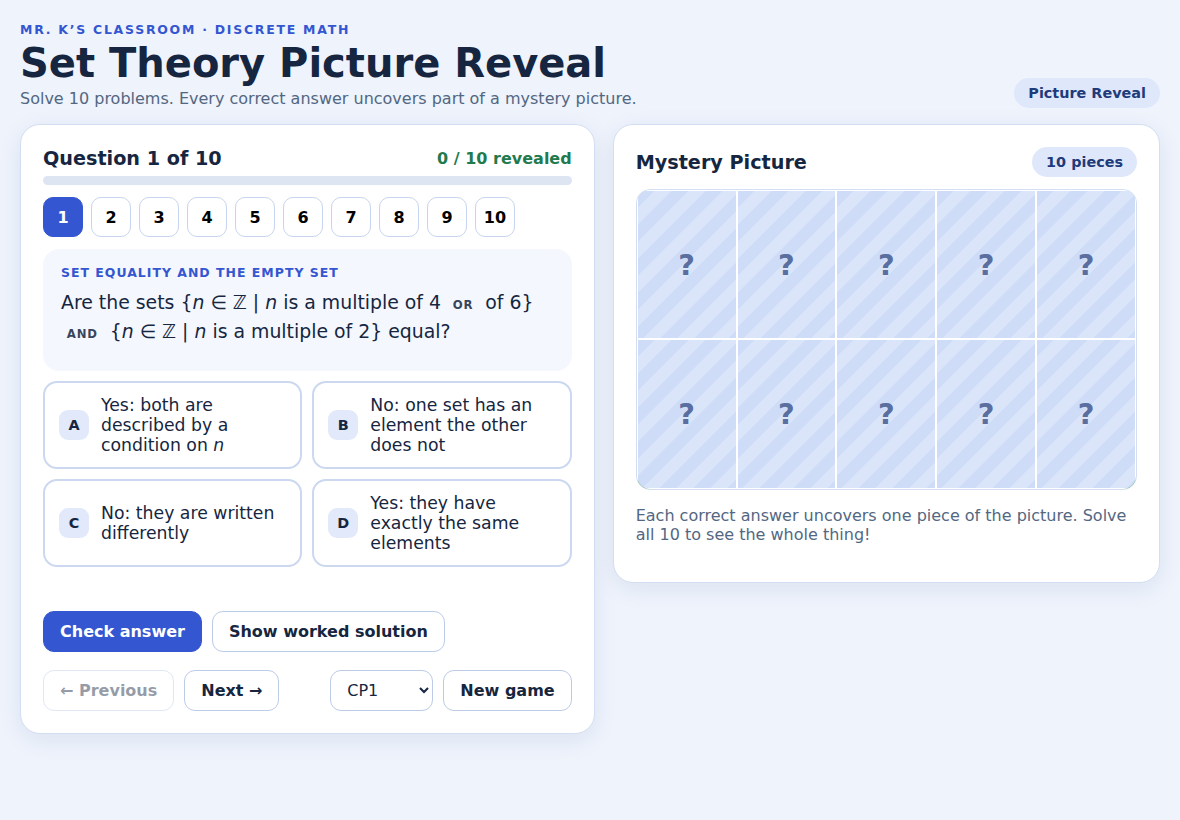 MR. K’S CLASSROOM · DISCRETE MATH
Set Theory Picture Reveal
Solve 10 problems. Every correct answer uncovers part of a mystery picture.
Picture Reveal
Question 1 of 10
0 / 10 revealed
1 2 3 4 5 6 7 8 9 10
SET EQUALITY AND THE EMPTY SET
Are the sets {n ∈ ℤ | n is a multiple of 4 OR of 6}
AND {n ∈ ℤ | n is a multiple of 2} equal?
A
Yes: both are
described by a
condition on n
B
No: one set has an
element the other
does not
C
No: they are written
differently
D
Yes: they have
exactly the same
elements
Check answer
Show worked solution
← Previous
Next →
CP1
New game
Mystery Picture
10 pieces
? ? ? ? ?
? ? ? ? ?
Each correct answer uncovers one piece of the picture. Solve
all 10 to see the whole thing!